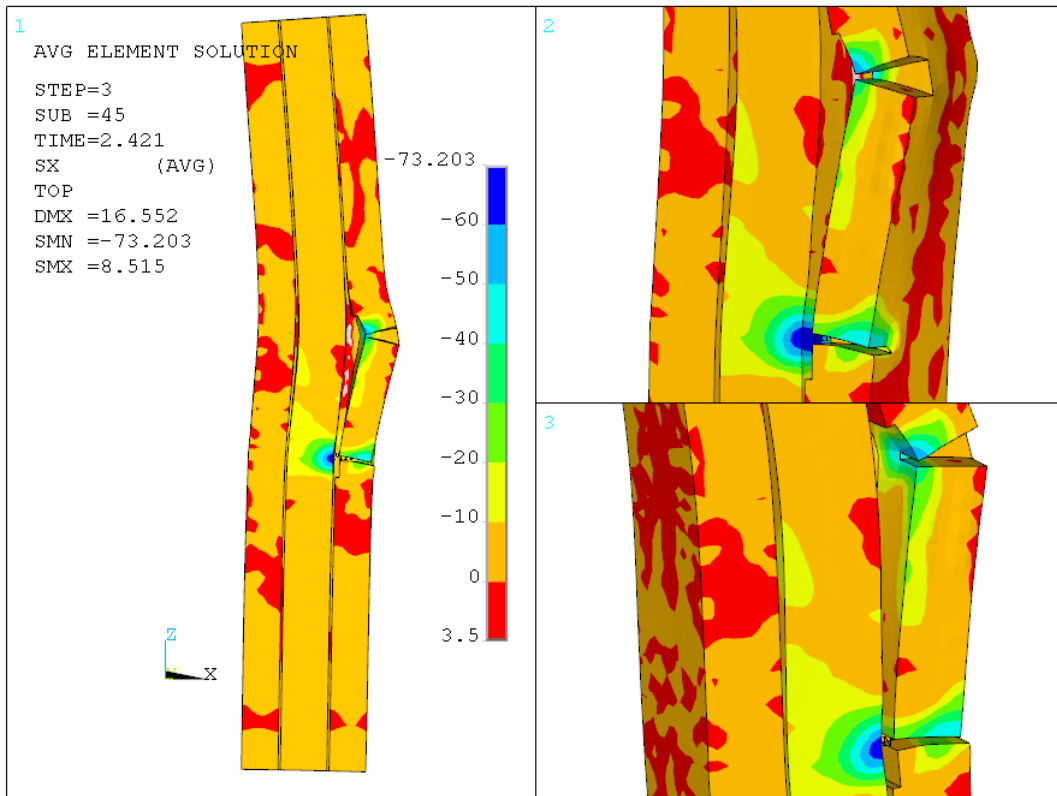 1
AVG ELEMENT SOLUTION
STEP=3
SUB =45
TIME=2.421
SX (AVG)
TOP
DMX =16.552
SMN =-73.203
SMX =8.515
-73.203
-60
-50
-40
-30
-20
-10
0
3.5
Z
X
2
3